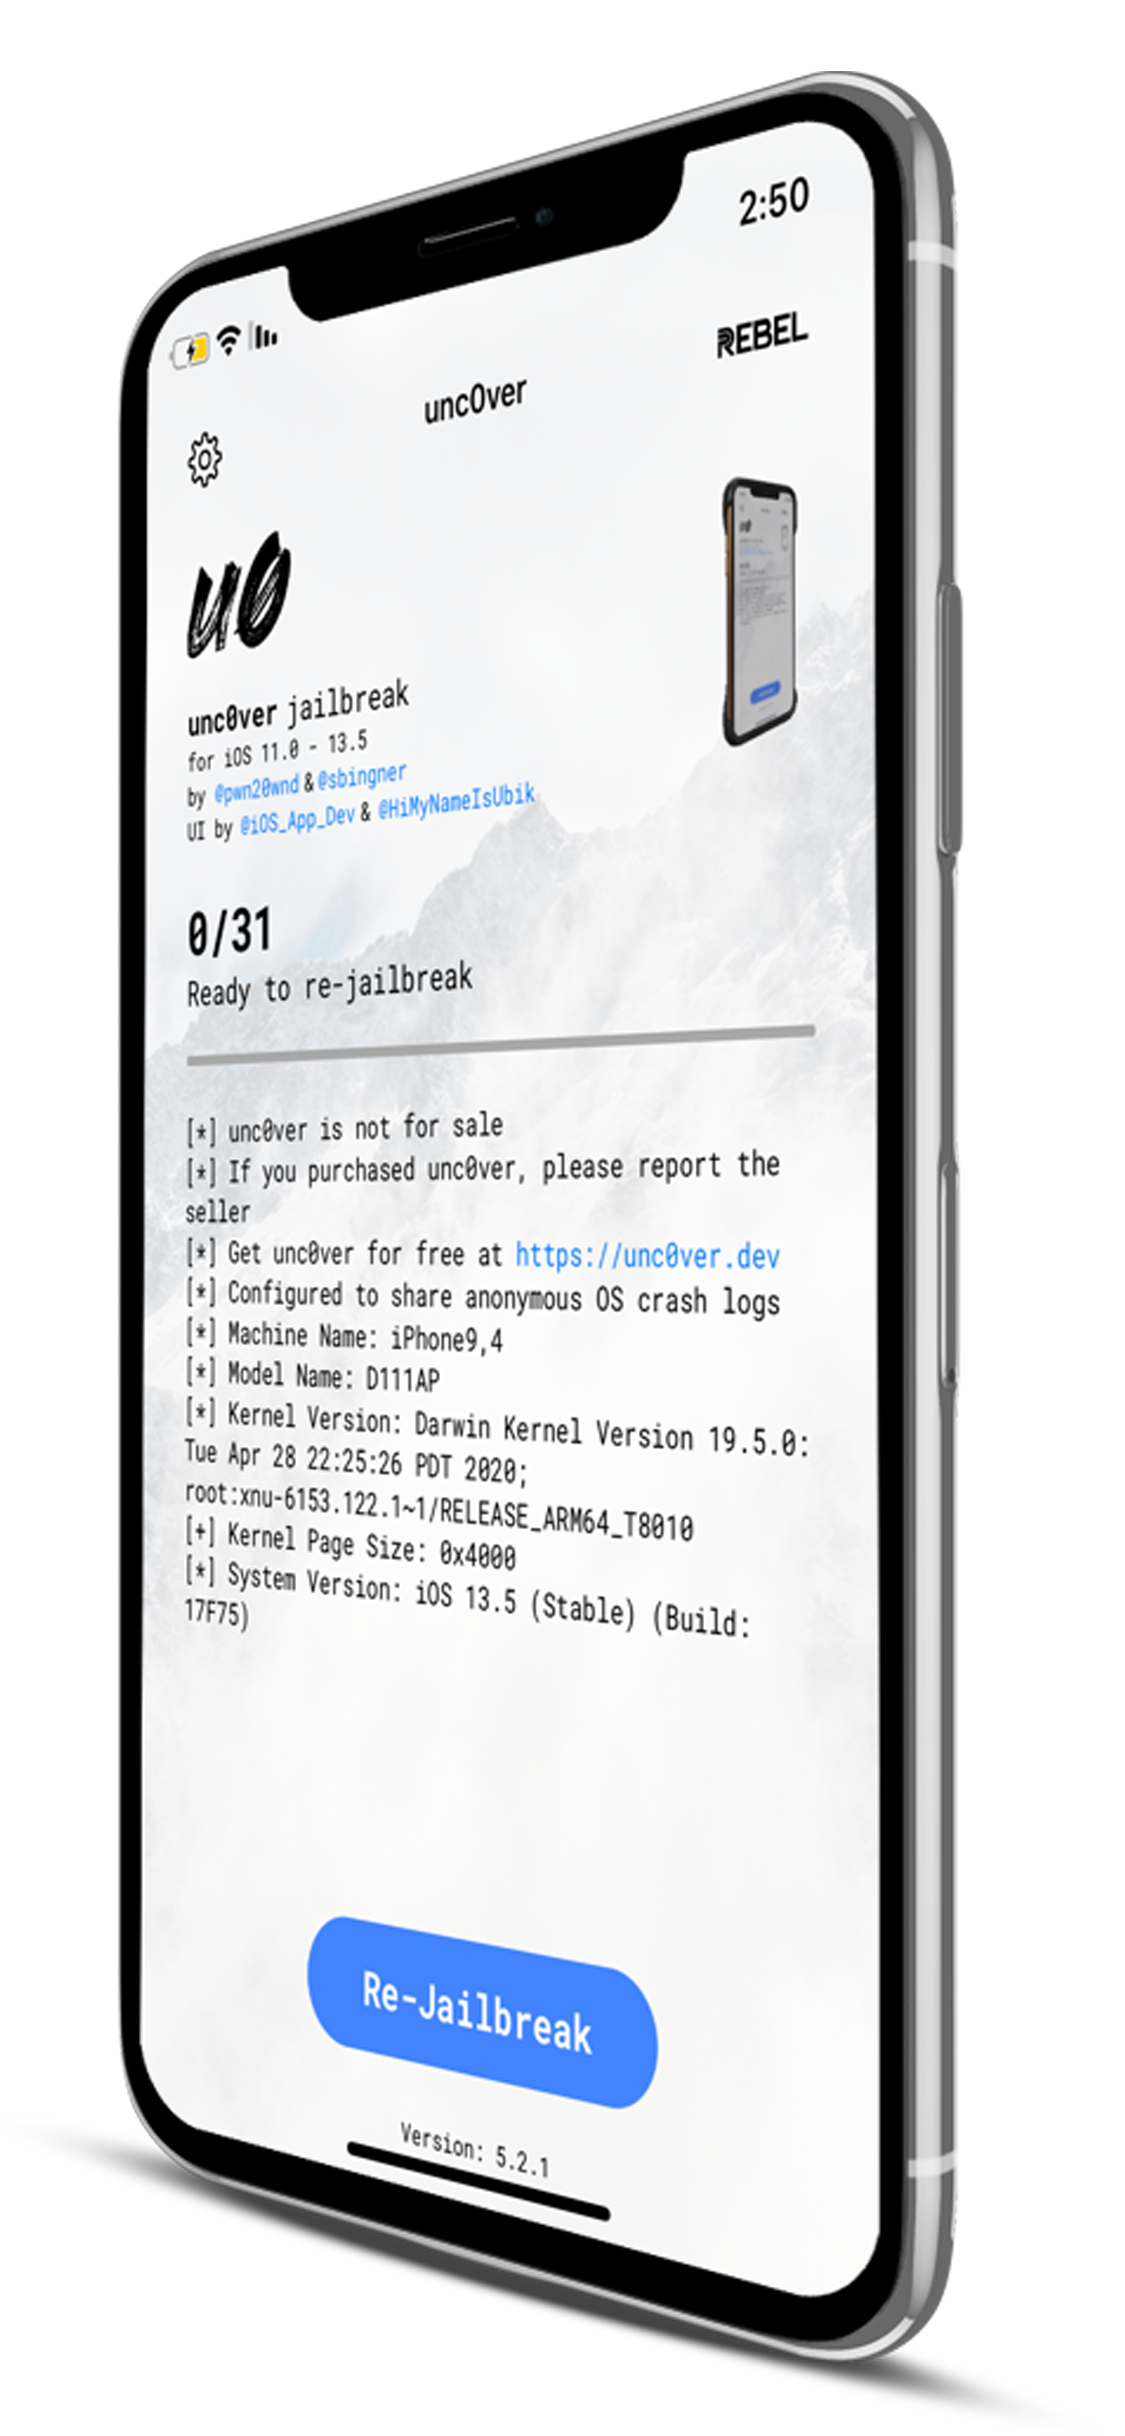 2:50
REBEL
unc0ver
u0
unc0ver jailbreak
for iOS 11.0 - 13.5
by @pwn20wnd & @sbingner
UI by @iOS_App_Dev & @HiMyNameIsUbik
0/31
Ready to re-jailbreak
[*] unc0ver is not for sale
[*] If you purchased unc0ver, please report the
seller
[*] Get unc0ver for free at https://unc0ver.dev
[*] Configured to share anonymous OS crash logs
[*] Machine Name: iPhone9,4
[*] Model Name: D111AP
[*] Kernel Version: Darwin Kernel Version 19.5.0:
Tue Apr 28 22:25:26 PDT 2020;
root:xnu-6153.122.1~1/RELEASE_ARM64_T8010
[+] Kernel Page Size: 0x4000
[*] System Version: iOS 13.5 (Stable) (Build:
17F75)
Re-Jailbreak
Version: 5.2.1